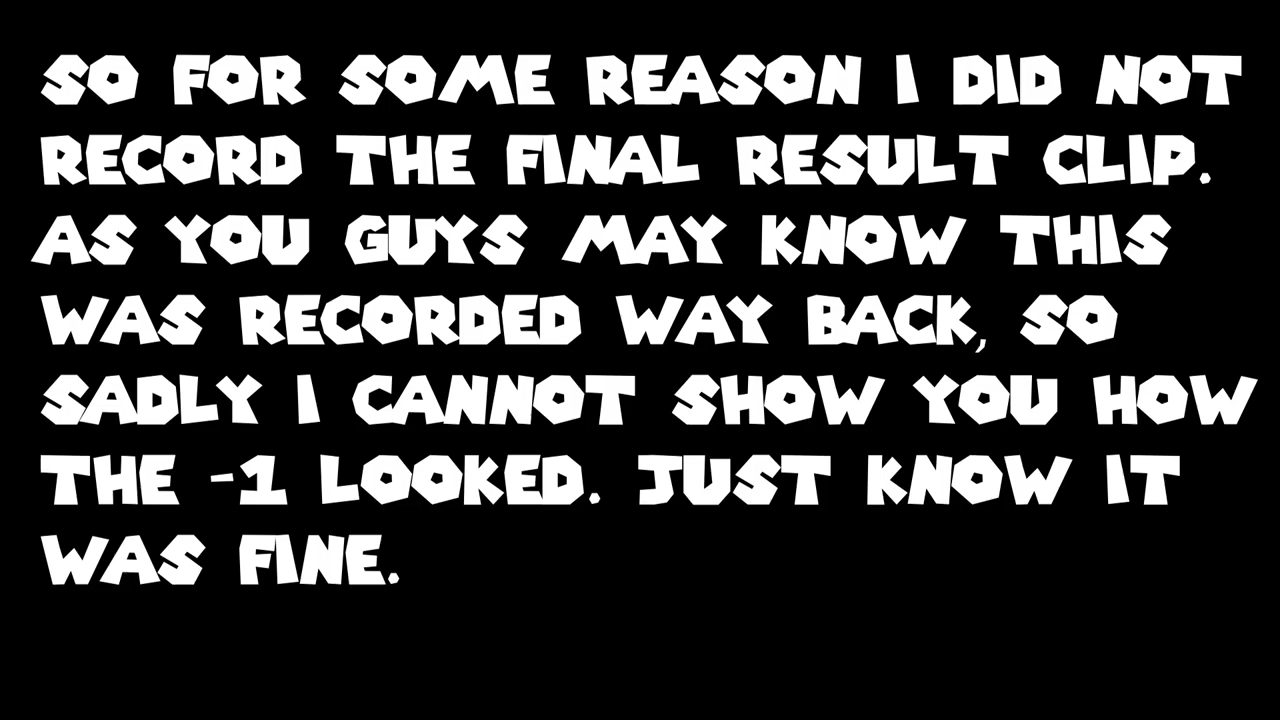 SO FOR SOME REASON I DID NOT
RECORD THE FINAL RESULT CLIP.
AS YOU GUYS MAY KNOW THIS
WAS RECORDED WAY BACK, SO
SADLY I CANNOT SHOW YOU HOW
THE -1 LOOKED. JUST KNOW IT
WAS FINE.